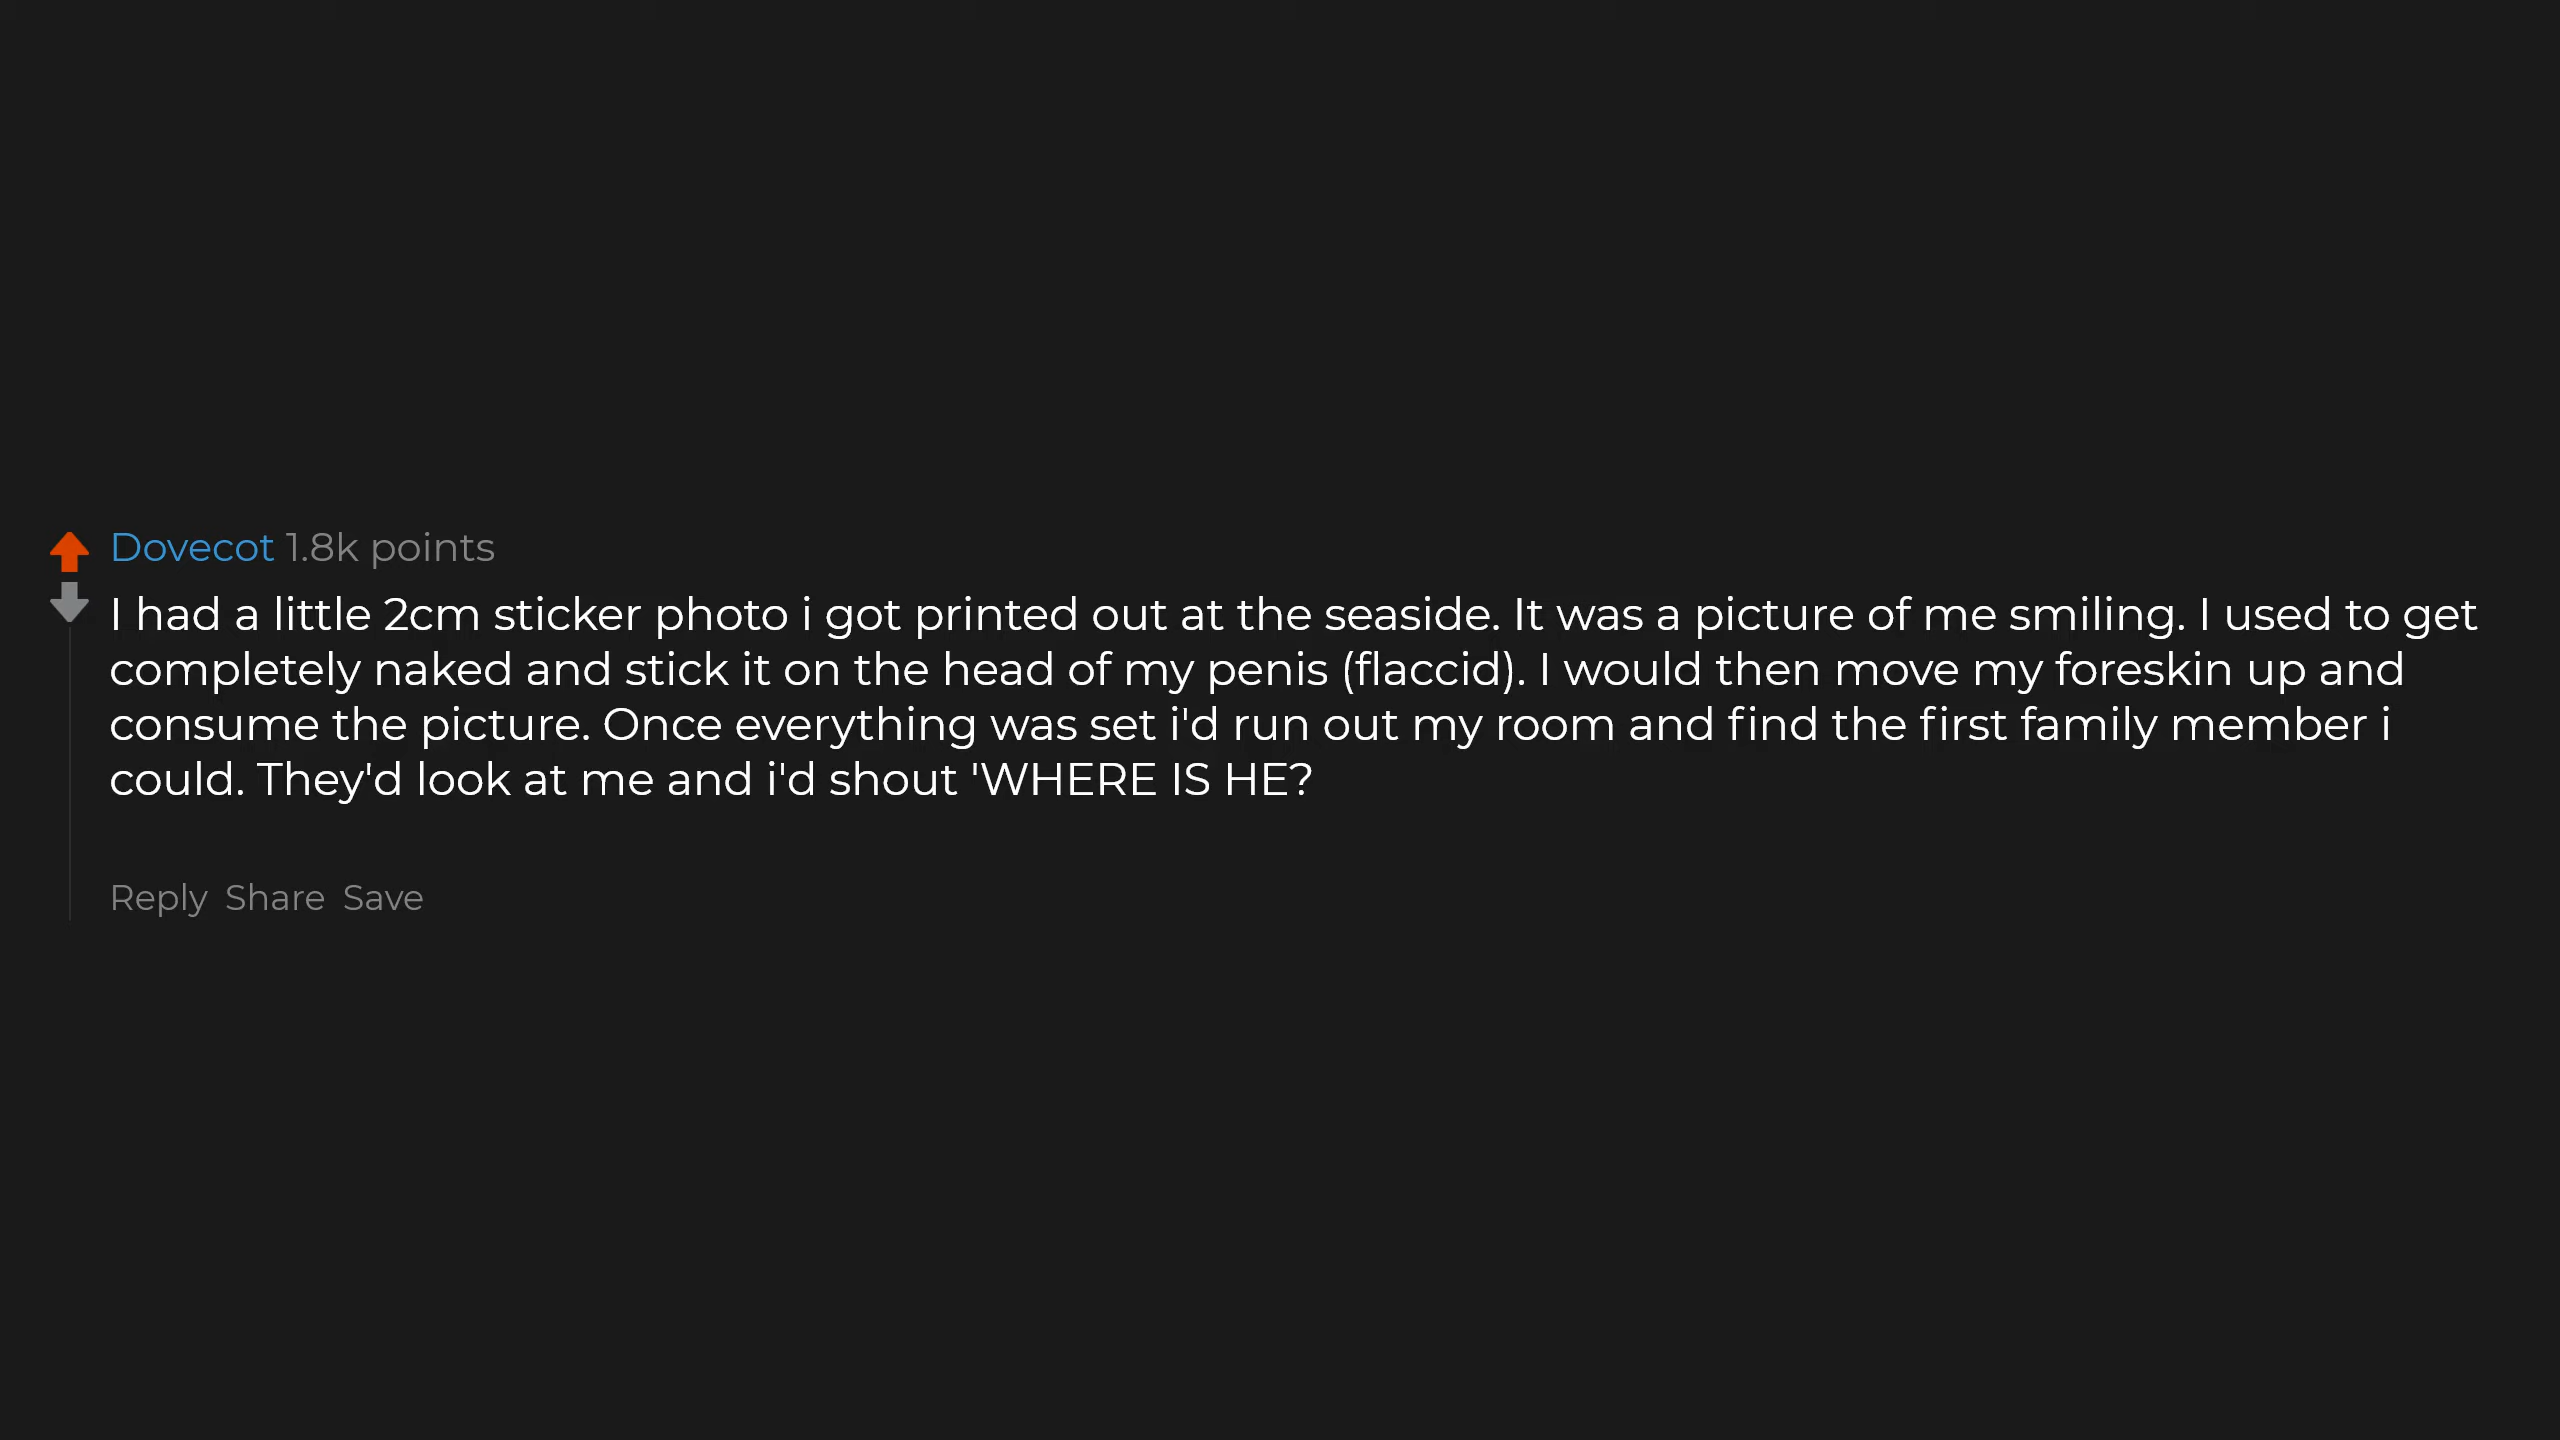 Dovecot 1.8k points
I had a little 2cm sticker photo i got printed out at the seaside. It was a picture of me smiling. I used to get
completely naked and stick it on the head of my penis (flaccid). I would then move my foreskin up and
consume the picture. Once everything was set i'd run out my room and find the first family member i
could. They'd look at me and i'd shout 'WHERE IS HE?
Reply Share Save